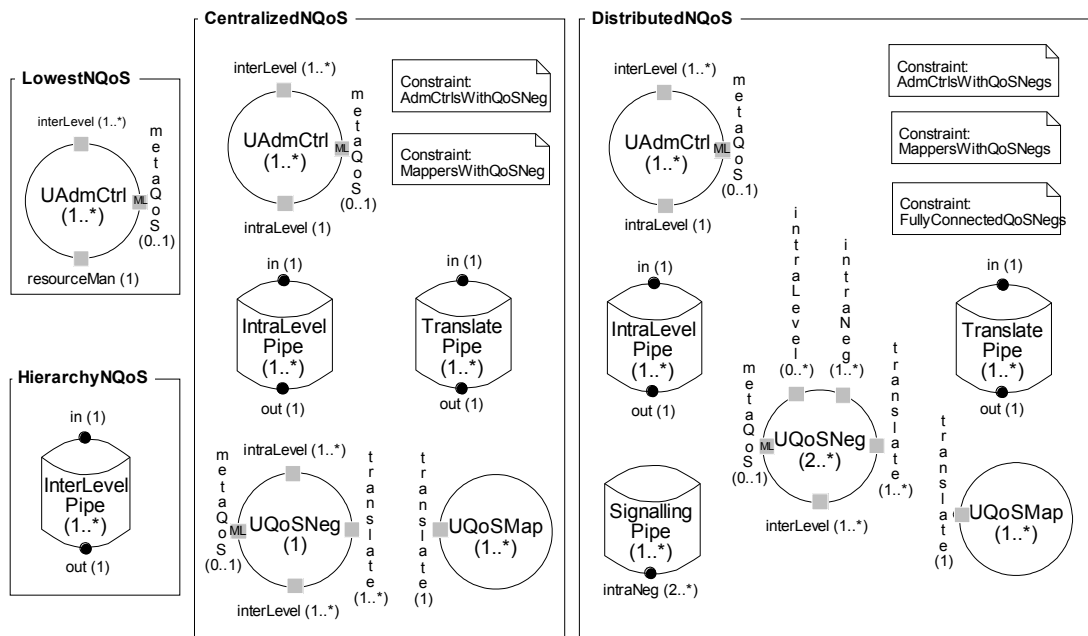 LowestNQoS
interLevel (1..*)
metaQoS
(0..1)
ML
UAdmCtrl
(1..*)
resourceMan (1)
HierarchyNQoS
in (1)
InterLevel
Pipe
(1..*)
out (1)
CentralizedNQoS
interLevel (1..*)
metaQoS
(0..1)
ML
UAdmCtrl
(1..*)
intraLevel (1)
Constraint:
AdmCtrlsWithQoSNeg
Constraint:
MappersWithQoSNeg
in (1)
IntraLevel
Pipe
(1..*)
out (1)
in (1)
Translate
Pipe
(1..*)
out (1)
intraLevel (1..*)
metaQoS
(0..1)
ML
UQoSNeg
(1)
translate
(1..*)
interLevel (1..*)
translate
(1)
UQoSMap
(1..*)
DistributedNQoS
interLevel (1..*)
metaQoS
(0..1)
ML
UAdmCtrl
(1..*)
intraLevel (1)
Constraint:
AdmCtrlsWithQoSNegs
Constraint:
MappersWithQoSNegs
Constraint:
FullyConnectedQoSNegs
in (1)
IntraLevel
Pipe
(1..*)
out (1)
intraLevel
(0..*)
intraNeg
(1..*)
metaQoS
(0..1)
ML
UQoSNeg
(2..*)
translate
(1..*)
interLevel (1..*)
in (1)
Translate
Pipe
(1..*)
out (1)
Signalling
Pipe
(1..*)
intraNeg (2..*)
translate
(1)
UQoSMap
(1..*)